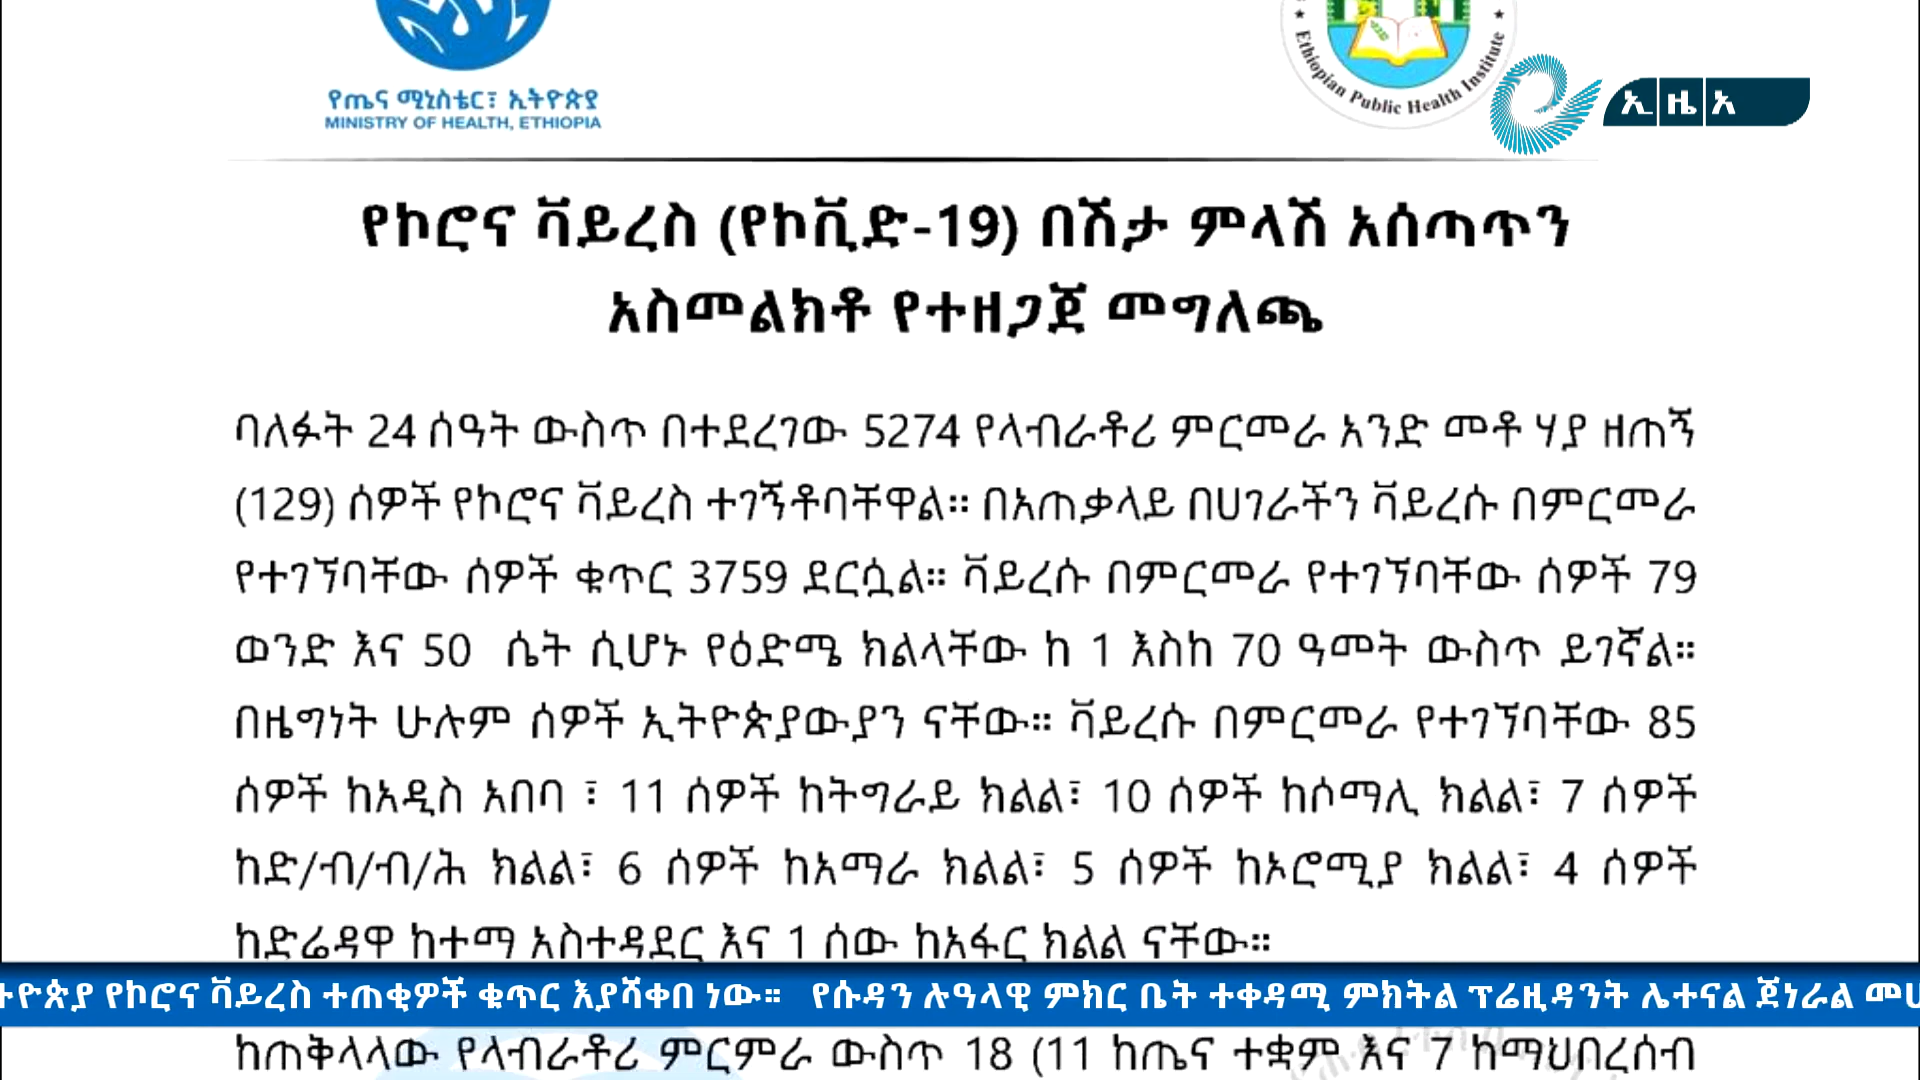 የጤና ሚኒስቴር፣ ኢትዮጵያ
MINISTRY OF HEALTH, ETHIOPIA
Ethiopian Public Health Institute
ኢዜአ
የኮሮና ቫይረስ (የኮቪድ-19) በሽታ ምላሽ አሰጣጥን
አስመልክቶ የተዘጋጀ መግለጫ
ባለፉት 24 ሰዓት ውስጥ በተደረገው 5274 የላብራቶሪ ምርመራ አንድ መቶ ሃያ ዘጠኝ
(129) ሰዎች የኮሮና ቫይረስ ተገኝቶባቸዋል። በአጠቃላይ በሀገራችን ቫይረሱ በምርመራ
የተገኘባቸው ሰዎች ቁጥር 3759 ደርሷል። ቫይረሱ በምርመራ የተገኘባቸው ሰዎች 79
ወንድ እና 50 ሴት ሲሆኑ የዕድሜ ክልላቸው ከ 1 እስከ 70 ዓመት ውስጥ ይገኛል።
በዜግነት ሁሉም ሰዎች ኢትዮጵያውያን ናቸው። ቫይረሱ በምርመራ የተገኘባቸው 85
ሰዎች ከአዲስ አበባ ፣ 11 ሰዎች ከትግራይ ክልል፣ 10 ሰዎች ከሶማሊ ክልል፣ 7 ሰዎች
ከድ/ብ/ብ/ሕ ክልል፣ 6 ሰዎች ከአማራ ክልል፣ 5 ሰዎች ከኦሮሚያ ክልል፣ 4 ሰዎች
ከድሬዳዋ ከተማ አስተዳደር እና 1 ሰው ከአፋር ክልል ናቸው።
ትዮጵያ የኮሮና ቫይረስ ተጠቂዎች ቁጥር እያሻቀበ ነው። የሱዳን ሉዓላዊ ምክር ቤት ተቀዳሚ ምክትል ፕሬዚዳንት ሌተናል ጀነራል
ከጠቅላላው የላብራቶሪ ምርምራ ውስጥ 18 (11 ከጤና ተቋም እና 7 ከማህበረሰብ